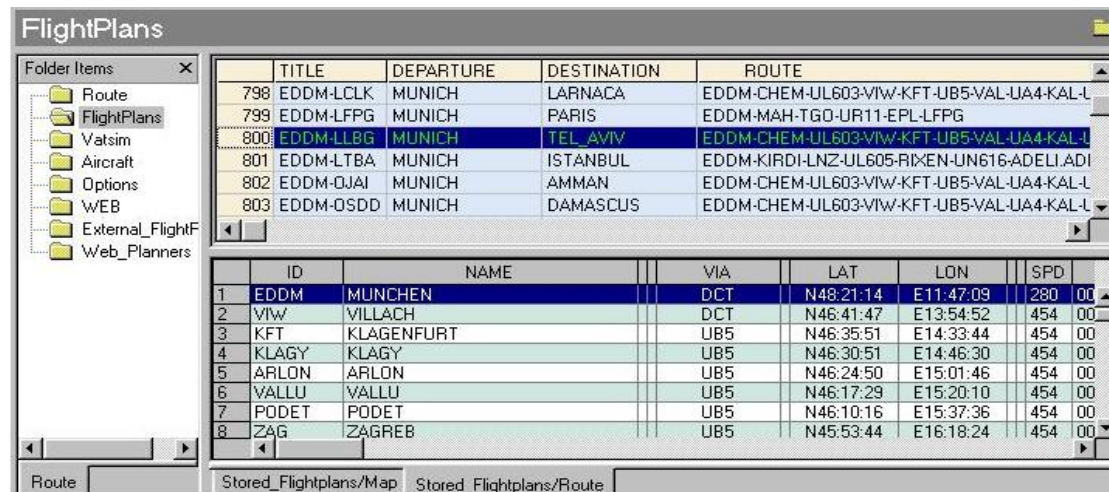 FlightPlans
Folder Items
Route
FlightPlans
Vatsim
Aircraft
Options
WEB
External_FlightF
Web_Planners
Route
TITLE DEPARTURE DESTINATION ROUTE
798 EDDM-LCLK MUNICH LARNACA EDDM-CHEM-UL603-VIW-KFT-UB5-VAL-UA4-KAL-U
799 EDDM-LFPG MUNICH PARIS EDDM-MAH-TGO-UR11-EPL-LFPG
800 EDDM-LLBG MUNICH TEL_AVIV EDDM-CHEM-UL603-VIW-KFT-UB5-VAL-UA4-KAL-U
801 EDDM-LTBA MUNICH ISTANBUL EDDM-KIRDI-LNZ-UL605-RIXEN-UN616-ADELI.ADI
802 EDDM-OJAI MUNICH AMMAN EDDM-CHEM-UL603-VIW-KFT-UB5-VAL-UA4-KAL-U
803 EDDM-OSDD MUNICH DAMASCUS EDDM-CHEM-UL603-VIW-KFT-UB5-VAL-UA4-KAL-U
ID NAME VIA LAT LON SPD
1 EDDM MUNCHEN DCT N48:21:14 E11:47:09 280 00
2 VIW VILLACH DCT N46:41:47 E13:54:52 454 00
3 KFT KLAGENFURT UB5 N46:35:51 E14:33:44 454 00
4 KLAGY KLAGY UB5 N46:30:51 E14:46:30 454 00
5 ARLON ARLON UB5 N46:24:50 E15:01:46 454 00
6 VALLU VALLU UB5 N46:17:29 E15:20:10 454 00
7 PODET PODET UB5 N46:10:16 E15:37:36 454 00
8 ZAG ZAGREB UB5 N45:53:44 E16:18:24 454 00
Stored_Flightplans/Map Stored_Flightplans/Route